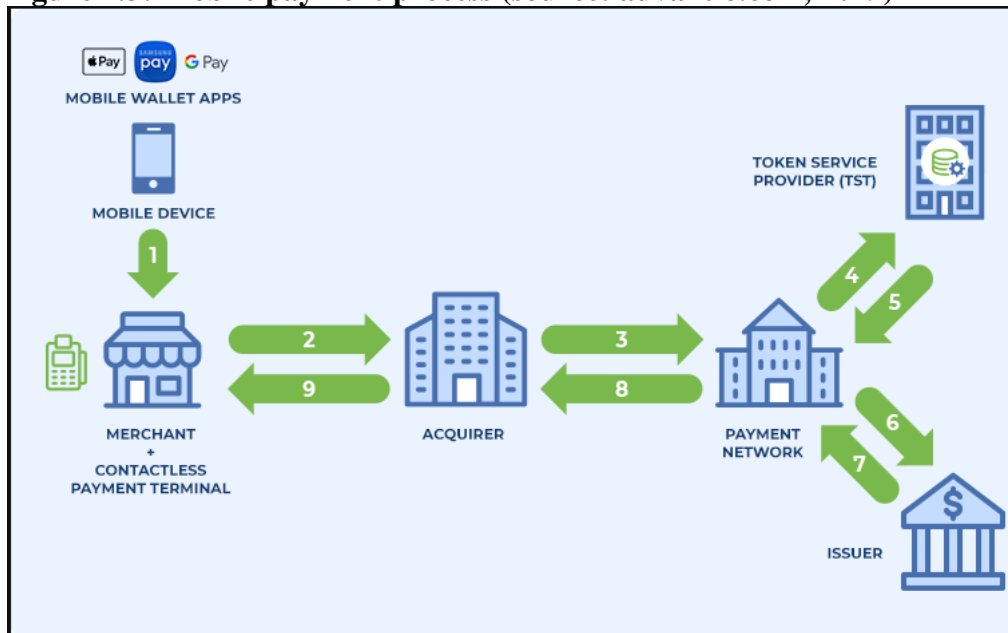 Pay
SAMSUNG
pay
G Pay
MOBILE WALLET APPS
MOBILE DEVICE
TOKEN SERVICE
PROVIDER (TST)
1
4
5
2
3
9
8
6
7
MERCHANT
+
CONTACTLESS
PAYMENT TERMINAL
ACQUIRER
PAYMENT
NETWORK
$
ISSUER